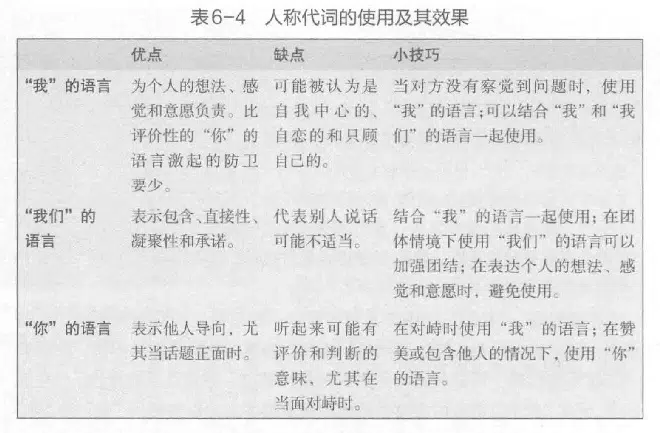 表6-4 人称代词的使用及其效果
优点 缺点 小技巧
“我”的语言 为个人的想法、感 可能被认为是 当对方没有察觉到问题时，使用
觉和意愿负责。比 自我中心的、 “我”的语言；可以结合“我”和“我
评价性的“你”的 自恋的和只顾 们”的语言一起使用。
语言激起的防卫 自己的。
要少。
“我们”的 表示包含、直接性、 代表别人说话 结合“我”的语言一起使用；在团
语言 凝聚性和承诺。 可能不适当。 体情境下使用“我们”的语言可以
加强团结；在表达个人的想法、感
觉和意愿时，避免使用。
“你”的语言 表示他人导向，尤 听起来可能有 在对峙时使用“我”的语言；在赞
其当话题正面时。 评价和判断的 美或包含他人的情况下，使用“你”
意味，尤其在 的语言。
当面对峙时。